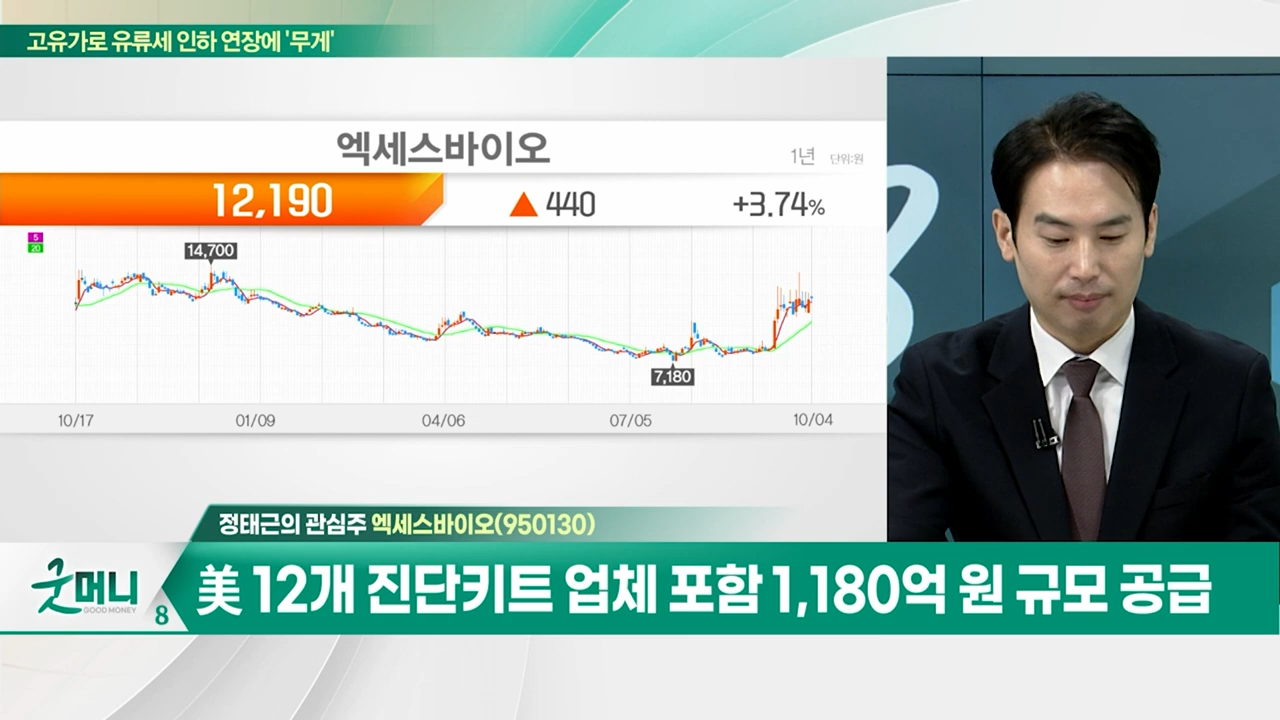 고유가로 유류세 인하 연장에 '무게'
엑세스바이오
1년 단위:원
12,190 ▲ 440 +3.74%
5
20
14,700
7,180
10/17 01/09 04/06 07/05 10/04
정태근의 관심주 엑세스바이오(950130)
굿머니
GOOD MONEY
8
美 12개 진단키트 업체 포함 1,180억 원 규모 공급